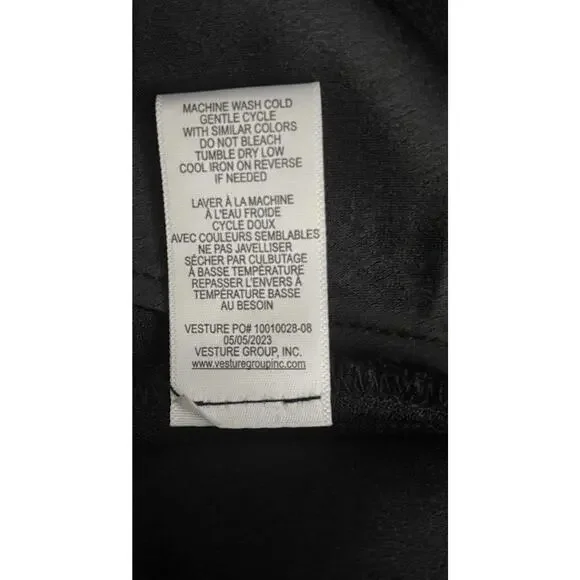 MACHINE WASH COLD
GENTLE CYCLE
WITH SIMILAR COLORS
DO NOT BLEACH
TUMBLE DRY LOW
COOL IRON ON REVERSE
IF NEEDED
LAVER À LA MACHINE
À L'EAU FROIDE
CYCLE DOUX
AVEC COULEURS SEMBLABLES
NE PAS JAVELLISER
SÉCHER PAR CULBUTAGE
À BASSE TEMPÉRATURE
REPASSER L'ENVERS À
TEMPÉRATURE BASSE
AU BESOIN
VESTURE PO# 10010028-08
05/05/2023
VESTURE GROUP, INC.
www.vesturegroupinc.com